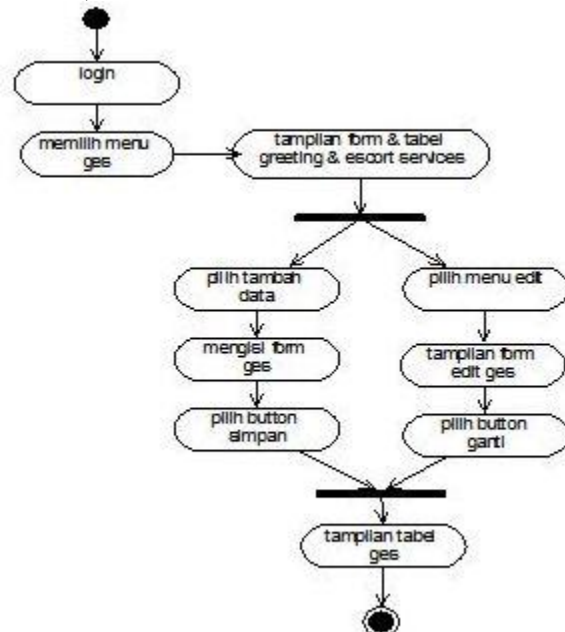 login
memilih menu
ges
tampilan form & tabel
greeting & escort services
pilih tambah
data
pilih menu edit
mengisi form
ges
tampilan form
edit ges
pilih button
simpan
pilih button
ganti
tampilan tabel
ges